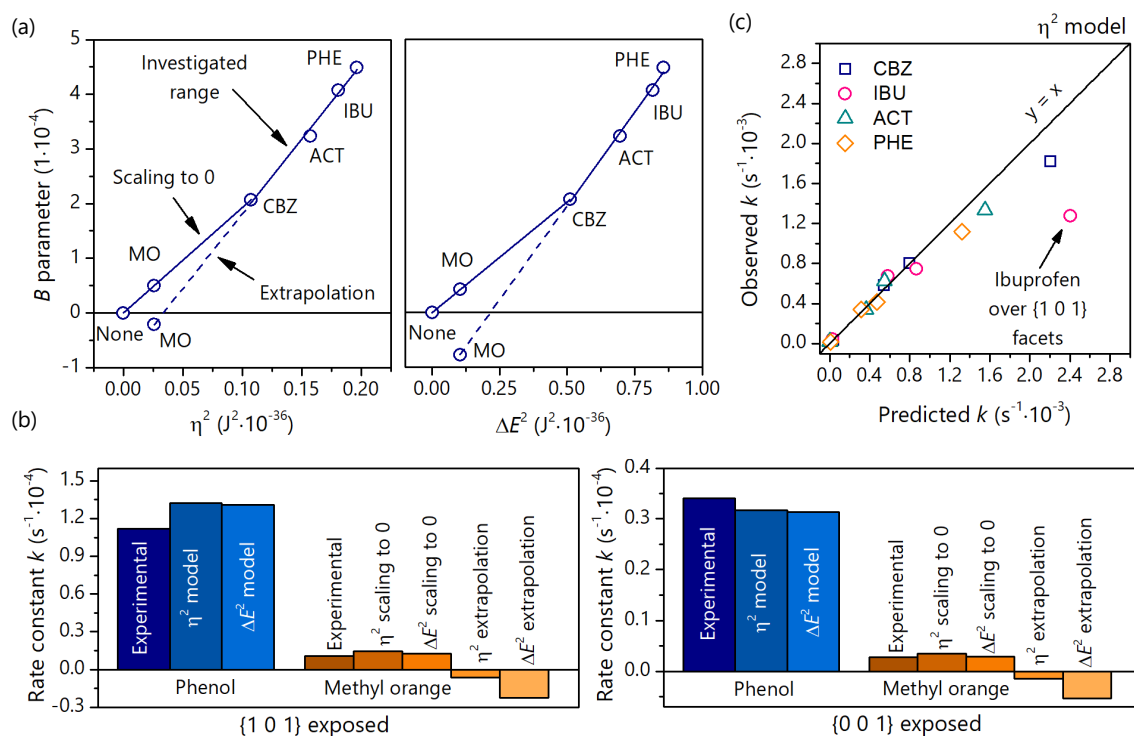 (a)
5
4
3
2
1
0
-1
B parameter (1·10⁻⁴)
Investigated
range
Scaling to 0
PHE
IBU
ACT
CBZ
MO
Extrapolation
None
MO
0.00
0.05
0.10
0.15
0.20
η² (J²·10⁻³⁶)
PHE
IBU
ACT
CBZ
MO
None
MO
0.00
0.25
0.50
0.75
1.00
ΔE² (J²·10⁻³⁶)
(c)
η² model
2.8
2.4
2.0
1.6
1.2
0.8
0.4
0.0
Observed k (s⁻¹·10⁻³)
CBZ
IBU
ACT
PHE
y = x
Ibuprofen
over {1 0 1}
facets
0.0
0.4
0.8
1.2
1.6
2.0
2.4
2.8
Predicted k (s⁻¹·10⁻³)
(b)
1.5
1.2
0.9
0.6
0.3
0.0
-0.3
Rate constant k (s⁻¹·10⁻⁴)
Experimental
η² model
ΔE² model
Experimental
η² scaling to 0
ΔE² scaling to 0
η² extrapolation
ΔE² extrapolation
Phenol
Methyl orange
{1 0 1} exposed
0.4
0.3
0.2
0.1
0.0
Rate constant k (s⁻¹·10⁻⁴)
Experimental
η² model
ΔE² model
Experimental
η² scaling to 0
ΔE² scaling to 0
η² extrapolation
ΔE² extrapolation
Phenol
Methyl orange
{0 0 1} exposed